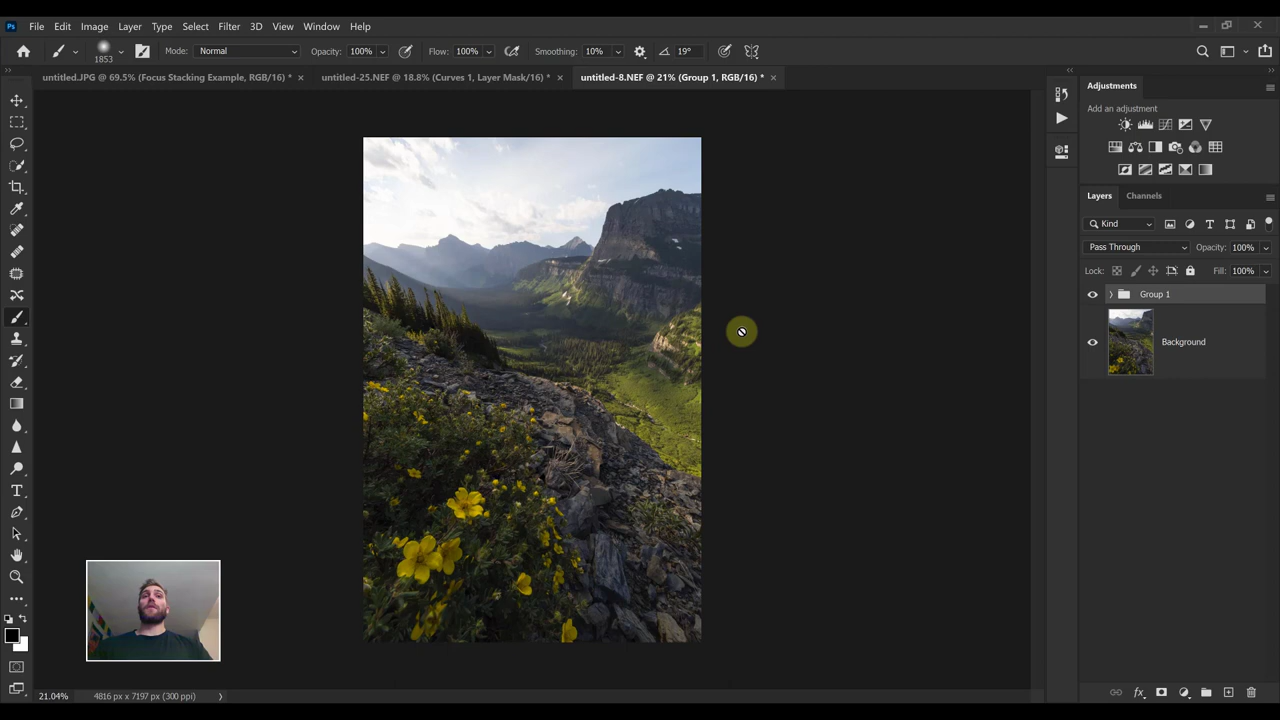 Ps File Edit Image Layer Type Select Filter 3D View Window Help
1853 Mode: Normal Opacity: 100% Flow: 100% Smoothing: 10% 19°
untitled.JPG @ 69.5% (Focus Stacking Example, RGB/16) * × untitled-25.NEF @ 18.8% (Curves 1, Layer Mask/16) * × untitled-8.NEF @ 21% (Group 1, RGB/16) * ×
Adjustments
Add an adjustment
Layers Channels
Kind
Pass Through Opacity: 100%
Lock: Fill: 100%
Group 1
Background
21.04% 4816 px x 7197 px (300 ppi)